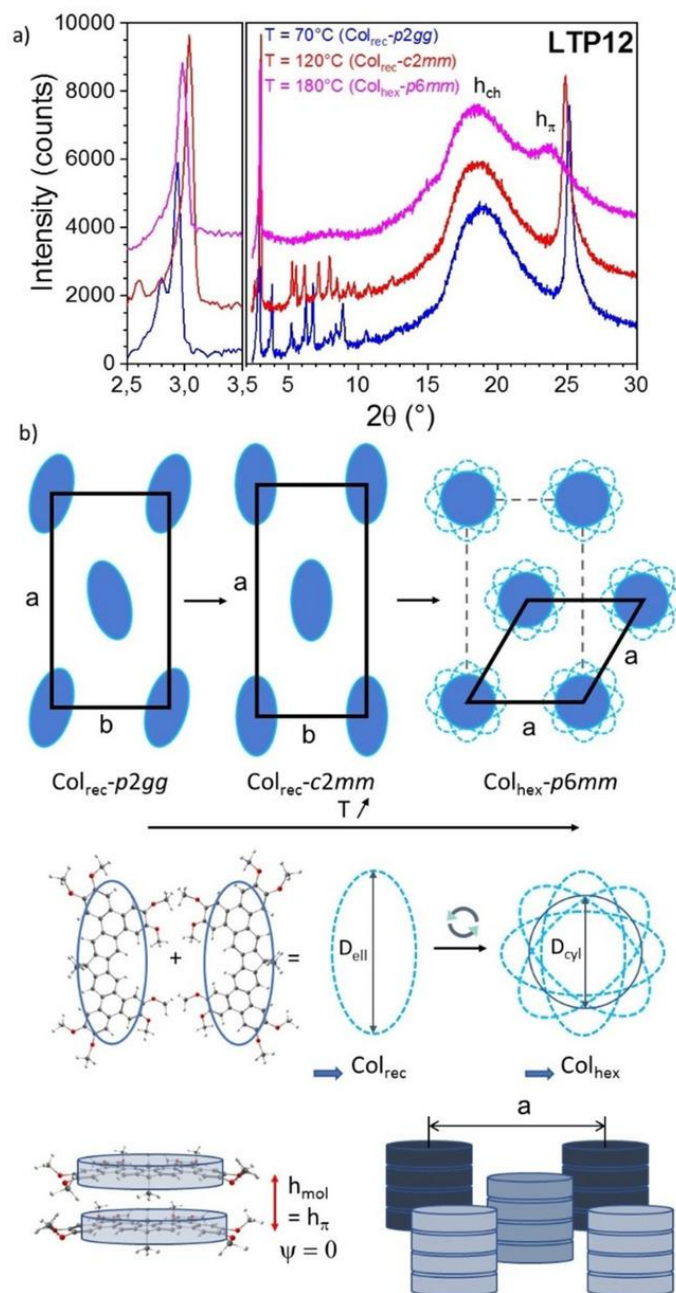 a)
LTP12
T = 70°C (Colrec-p2gg)
T = 120°C (Colrec-c2mm)
T = 180°C (Colhex-p6mm)
hch
hπ
Intensity (counts)
10000
8000
6000
4000
2000
0
2,5 3,0 3,5 5 10 15 20 25 30
2θ (°)
b)
a
b
a
b
a
a
Colrec-p2gg
Colrec-c2mm
Colhex-p6mm
T ↗
+
=
Dell
Dcyl
Colrec
Colhex
hmol
= hπ
ψ = 0
a